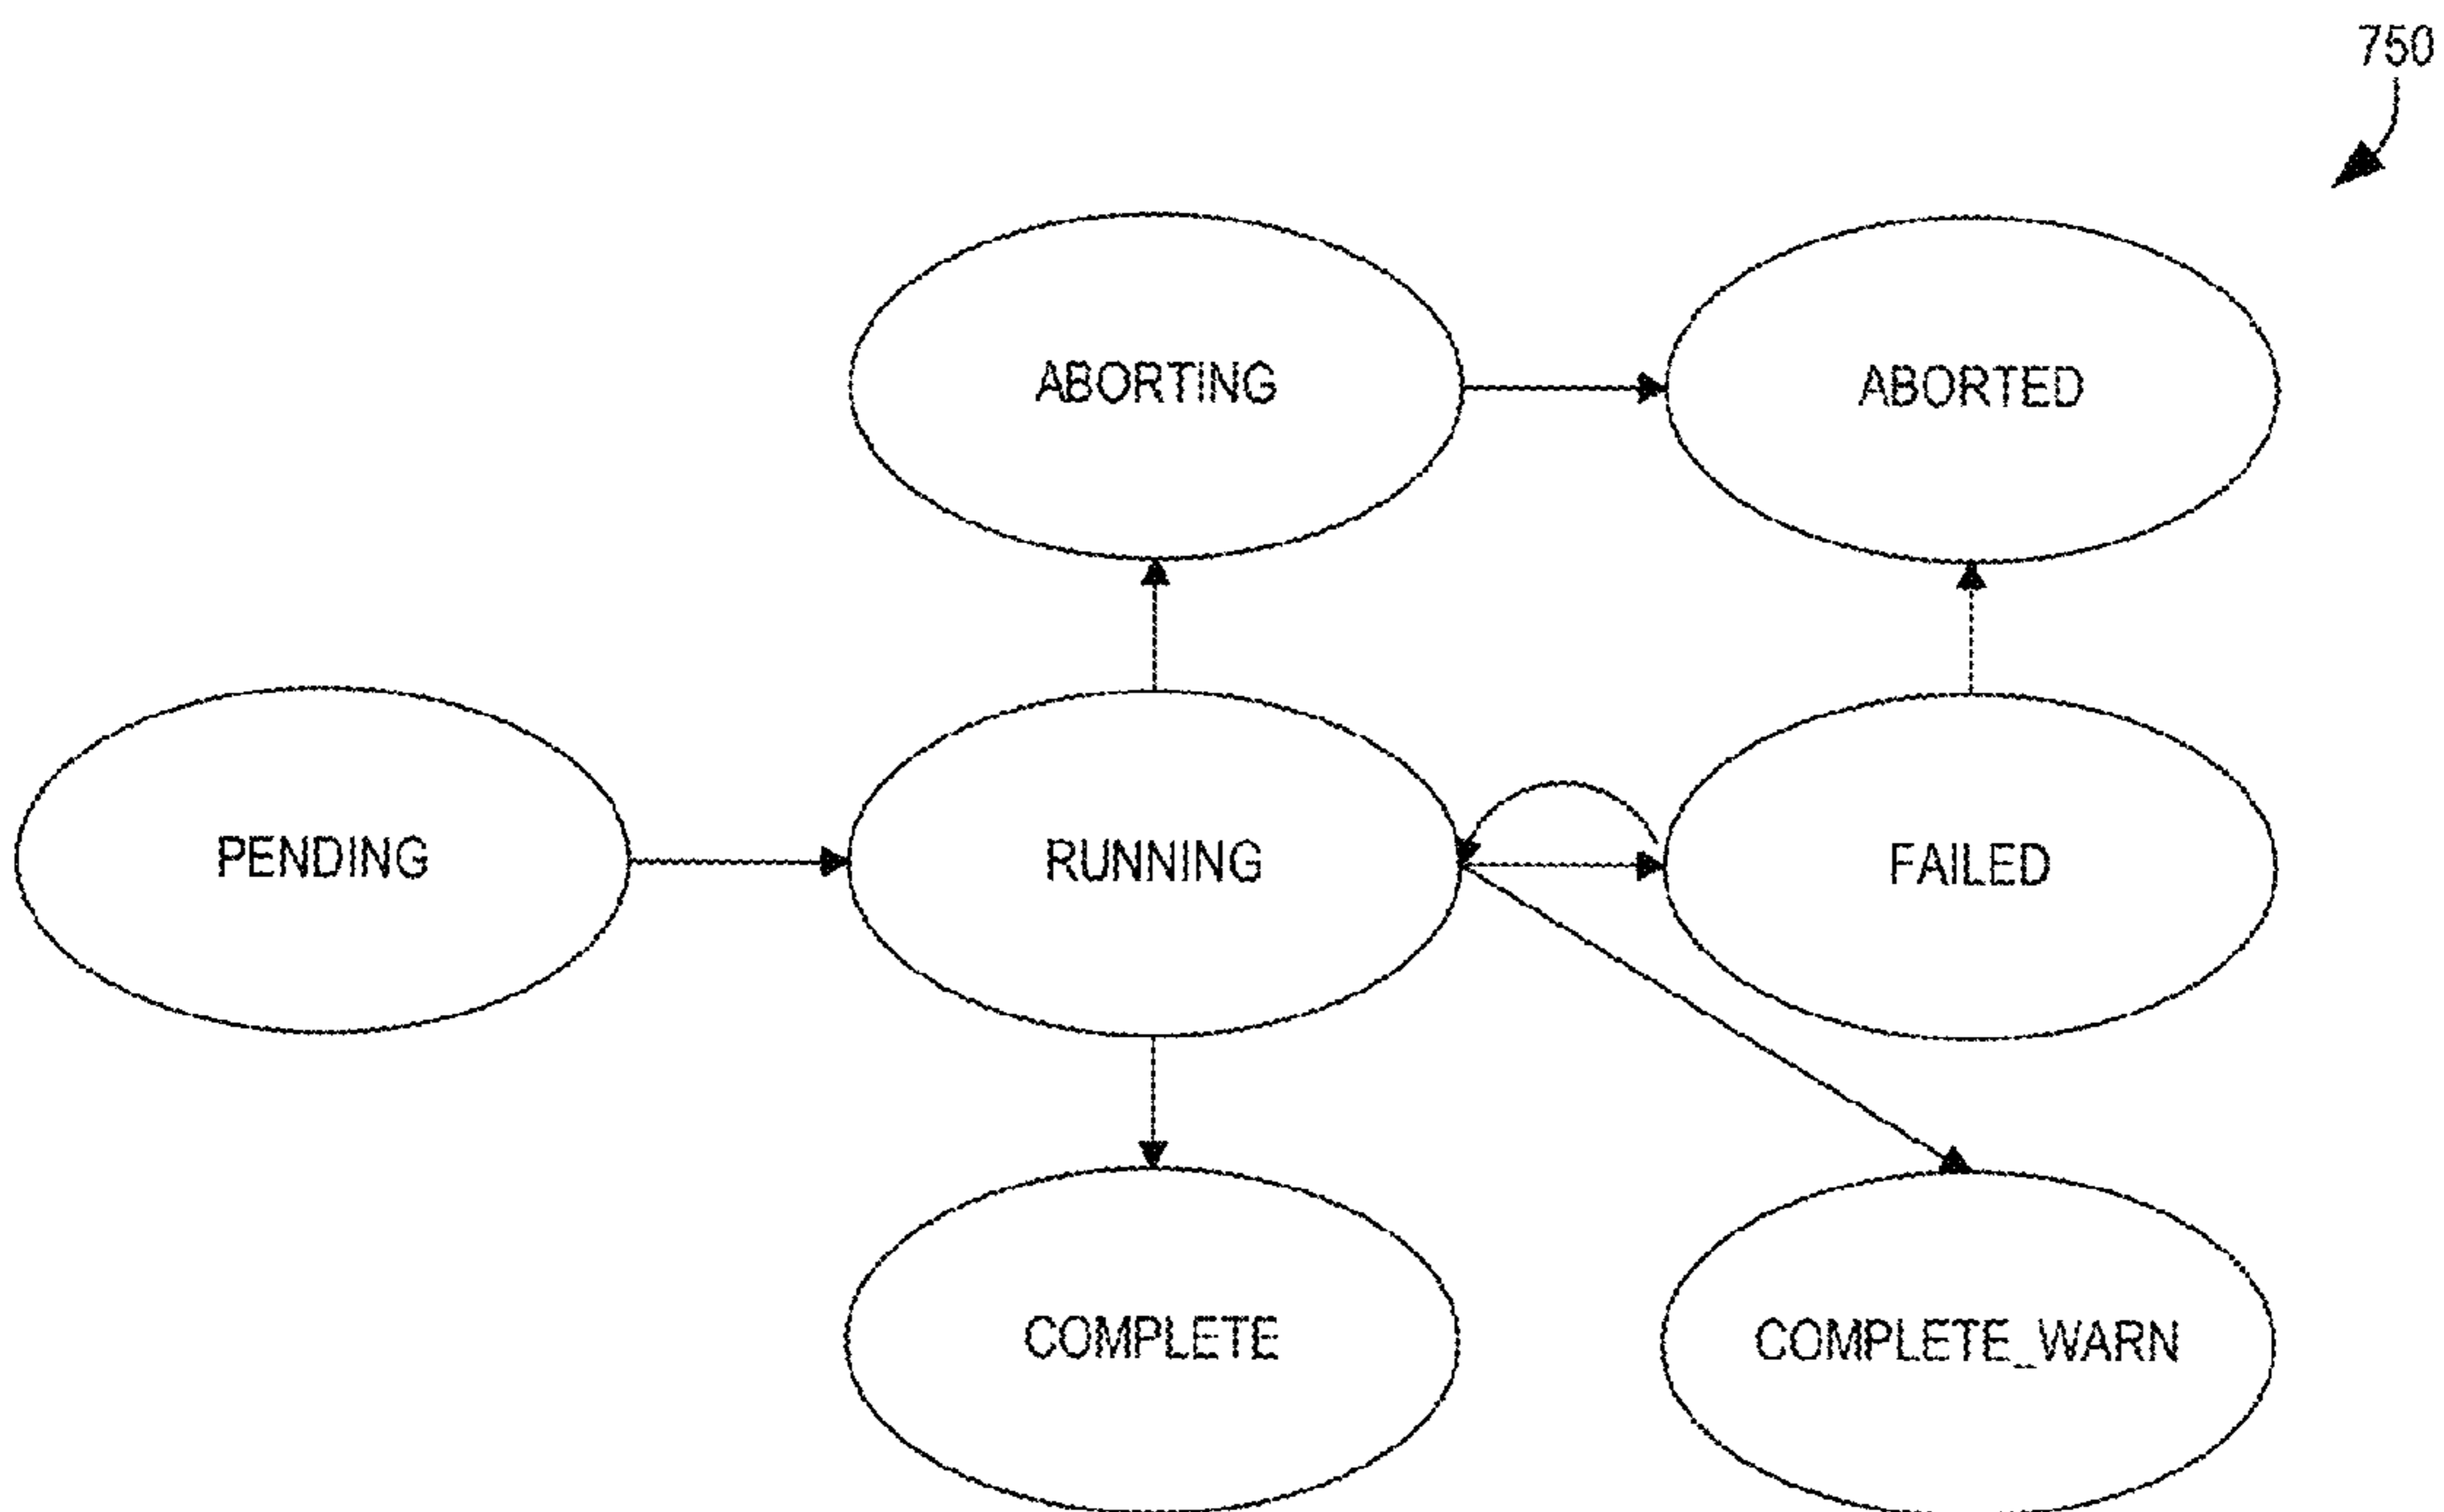 750
ABORTING
ABORTED
PENDING
RUNNING
FAILED
COMPLETE
COMPLETE_WARN